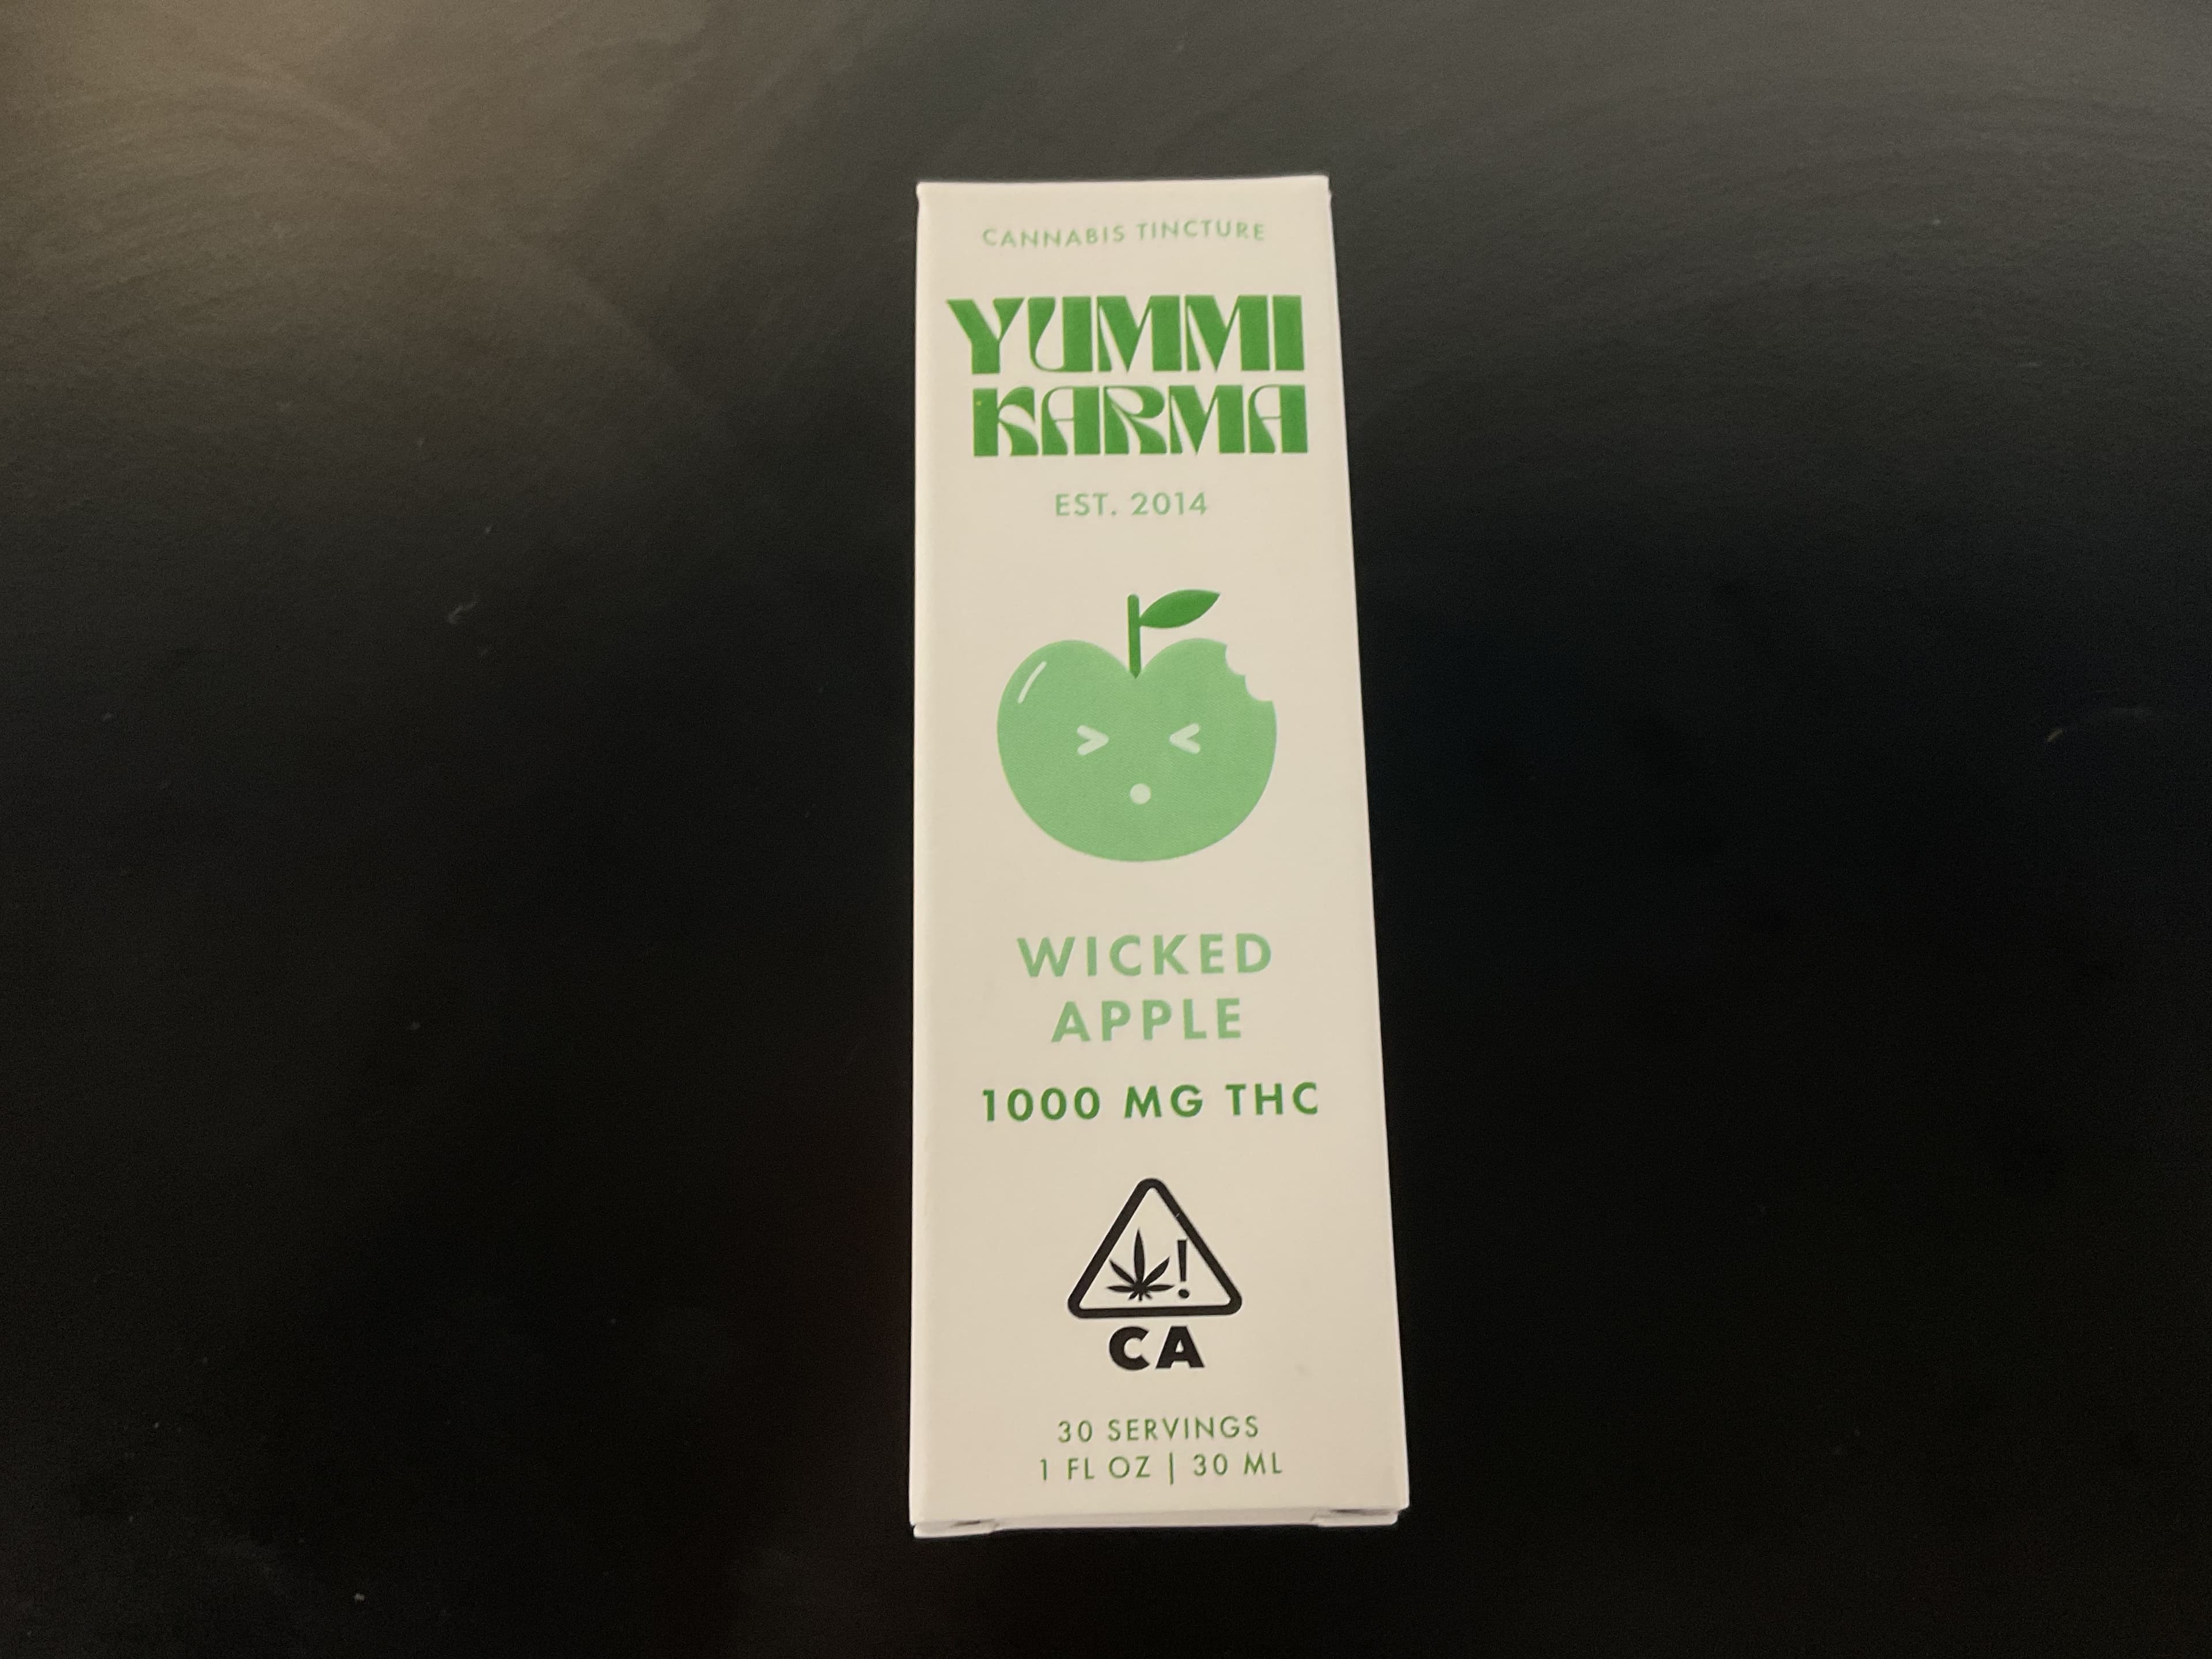 CANNABIS TINCTURE
YUMMI
KARMA
EST. 2014
WICKED
APPLE
1000 MG THC
!
CA
30 SERVINGS
1 FL OZ | 30 ML